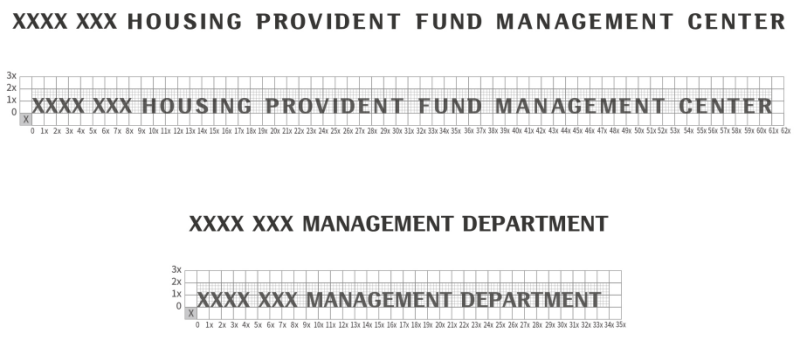 XXXX XXX HOUSING PROVIDENT FUND MANAGEMENT CENTER
3x
2x
1x
0
XXXX XXX HOUSING PROVIDENT FUND MANAGEMENT CENTER
X
0 1x 2x 3x 4x 5x 6x 7x 8x 9x 10x 11x 12x 13x 14x 15x 16x 17x 18x 19x 20x 21x 22x 23x 24x 25x 26x 27x 28x 29x 30x 31x 32x 33x 34x 35x 36x 37x 38x 39x 40x 41x 42x 43x 44x 45x 46x 47x 48x 49x 50x 51x 52x 53x 54x 55x 56x 57x 58x 59x 60x 61x 62x
XXXX XXX MANAGEMENT DEPARTMENT
3x
2x
1x
0
XXXX XXX MANAGEMENT DEPARTMENT
X
0 1x 2x 3x 4x 5x 6x 7x 8x 9x 10x 11x 12x 13x 14x 15x 16x 17x 18x 19x 20x 21x 22x 23x 24x 25x 26x 27x 28x 29x 30x 31x 32x 33x 34x 35x